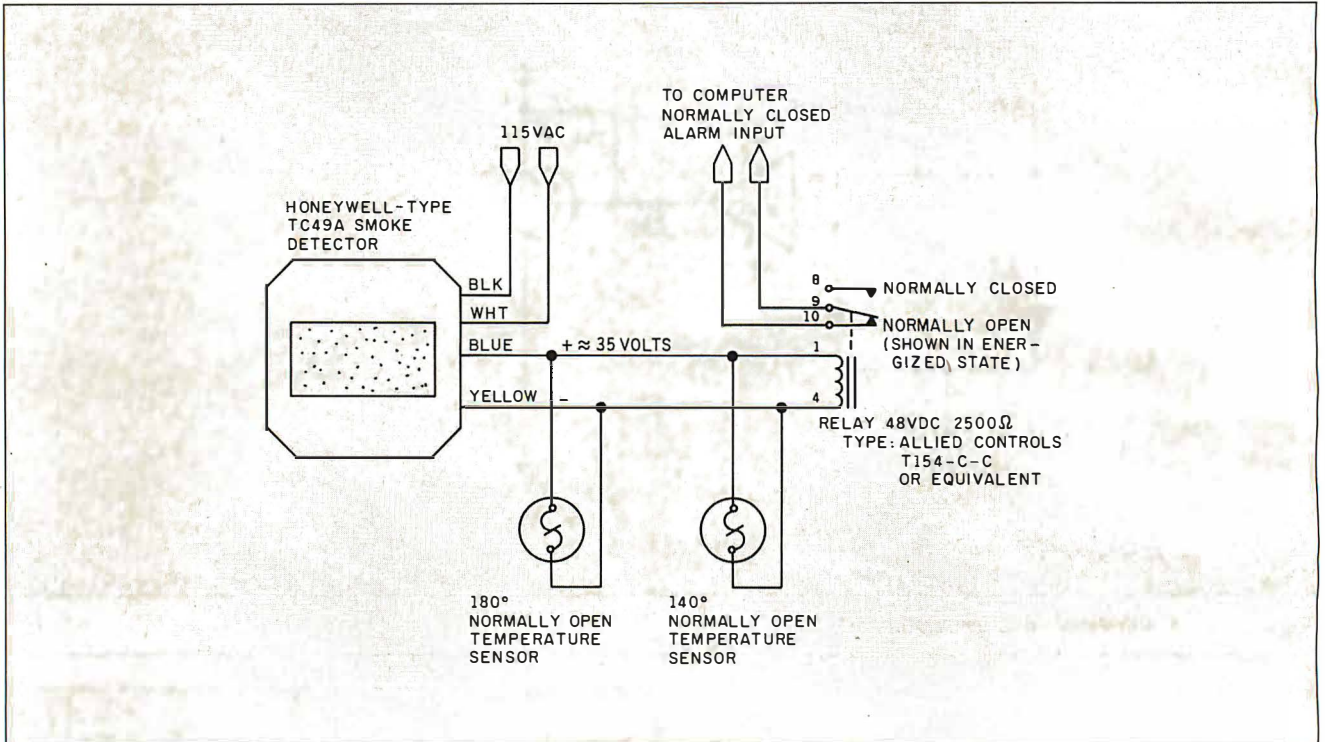 TO COMPUTER
NORMALLY CLOSED
ALARM INPUT
115VAC
HONEYWELL-TYPE
TC49A SMOKE
DETECTOR
BLK
WHT
BLUE
+ ≈ 35 VOLTS
YELLOW
–
8
NORMALLY CLOSED
9
10
NORMALLY OPEN
(SHOWN IN ENER-
GIZED STATE)
1
4
RELAY 48VDC 2500Ω
TYPE: ALLIED CONTROLS
T154-C-C
OR EQUIVALENT
180°
NORMALLY OPEN
TEMPERATURE
SENSOR
140°
NORMALLY OPEN
TEMPERATURE
SENSOR